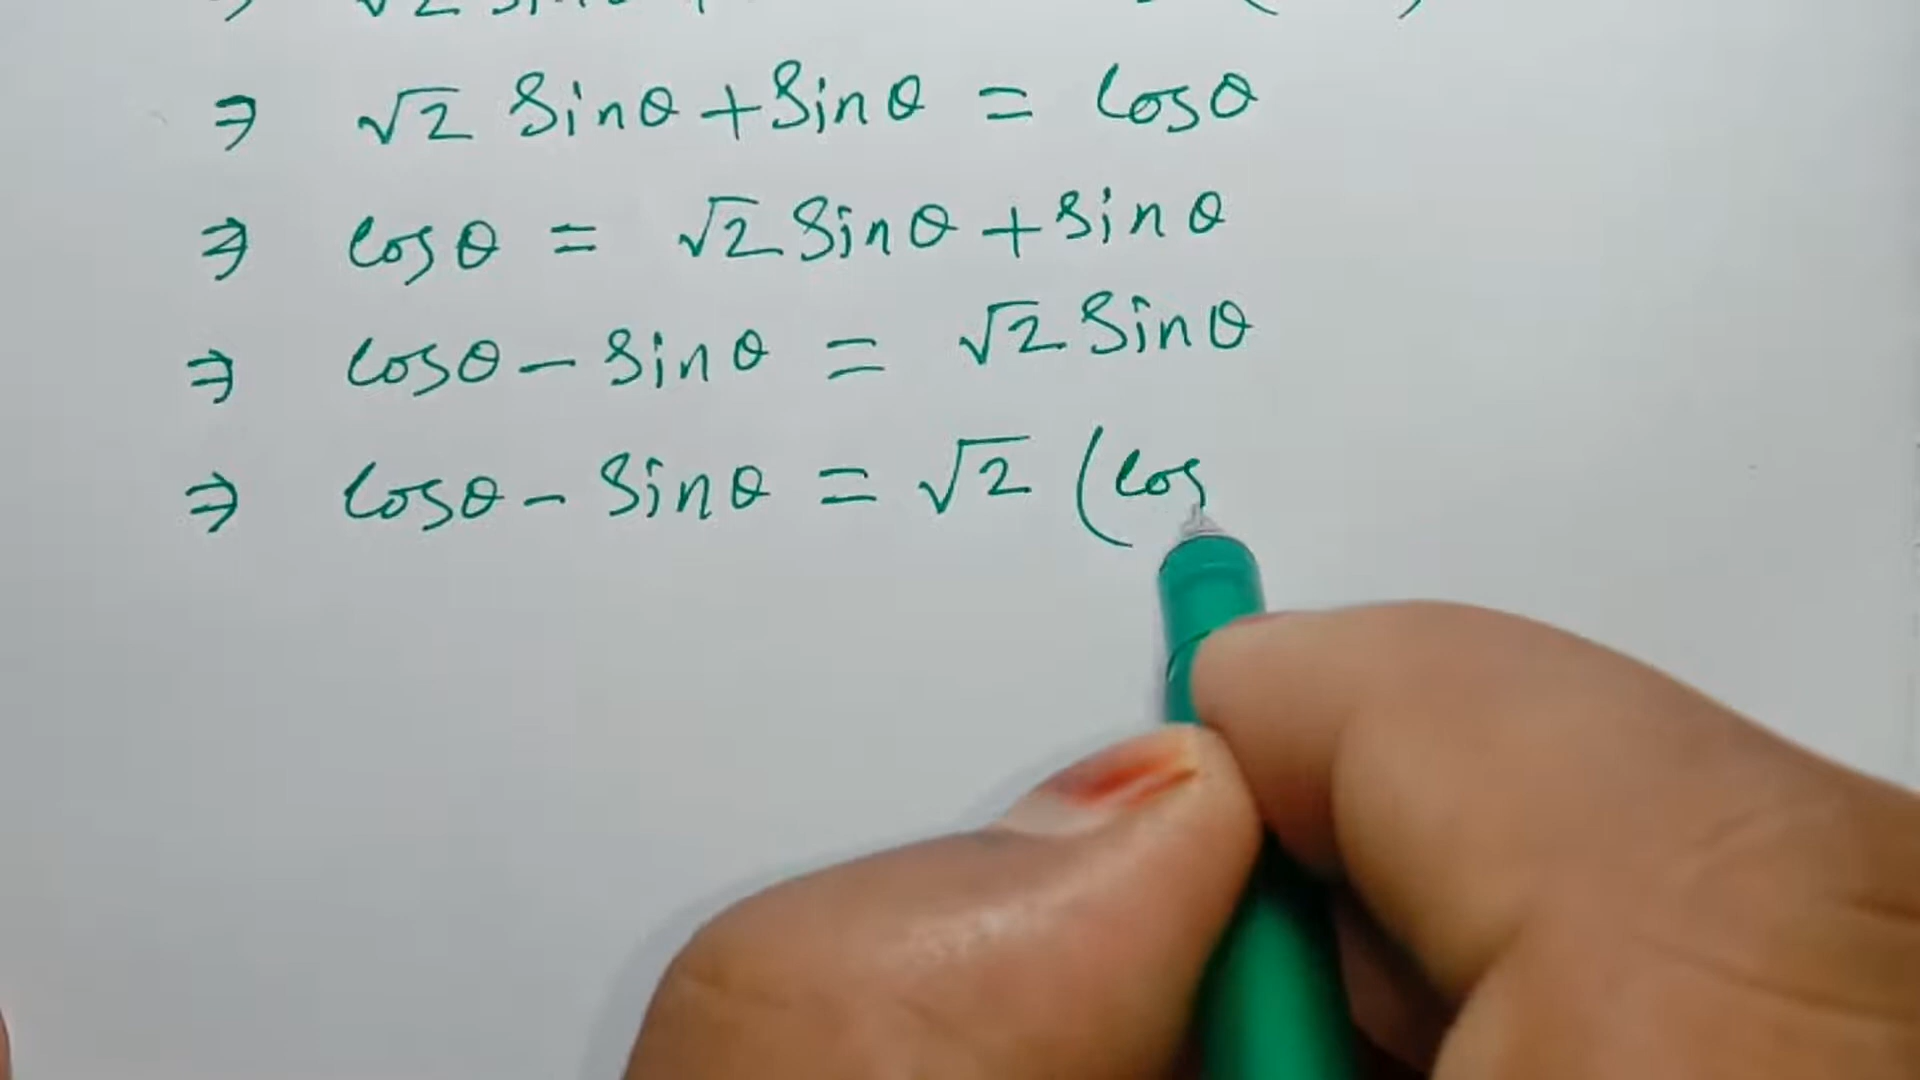 ⇒ √2 Sinθ + Sinθ = Cosθ
⇒ Cosθ = √2 Sinθ + Sinθ
⇒ Cosθ - Sinθ = √2 Sinθ
⇒ Cosθ - Sinθ = √2 (Cos